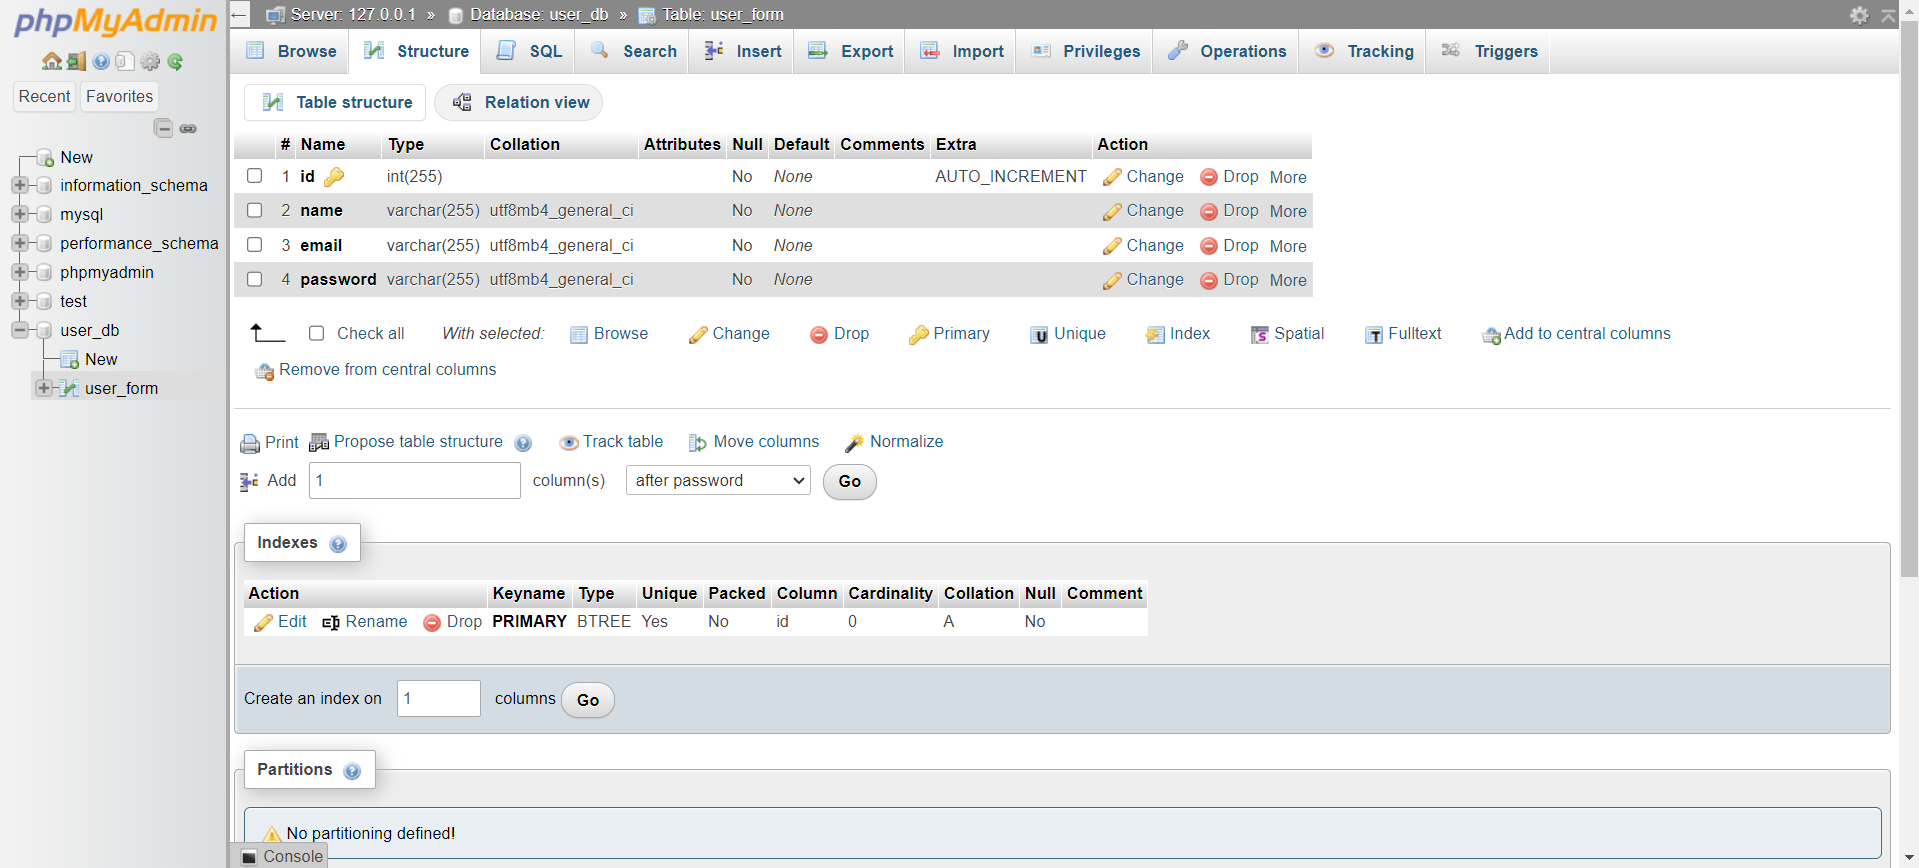 phpMyAdmin
Recent Favorites
New
information_schema
mysql
performance_schema
phpmyadmin
test
user_db
New
user_form
Server: 127.0.0.1 » Database: user_db » Table: user_form
Browse Structure SQL Search Insert Export Import Privileges Operations Tracking Triggers
Table structure Relation view
# Name Type Collation Attributes Null Default Comments Extra Action
1 id int(255) No None AUTO_INCREMENT Change Drop More
2 name varchar(255) utf8mb4_general_ci No None Change Drop More
3 email varchar(255) utf8mb4_general_ci No None Change Drop More
4 password varchar(255) utf8mb4_general_ci No None Change Drop More
Check all With selected: Browse Change Drop Primary Unique Index Spatial Fulltext Add to central columns
Remove from central columns
Print Propose table structure Track table Move columns Normalize
Add 1 column(s) after password Go
Indexes
Action Keyname Type Unique Packed Column Cardinality Collation Null Comment
Edit Rename Drop PRIMARY BTREE Yes No id 0 A No
Create an index on 1 columns Go
Partitions
No partitioning defined!
Console